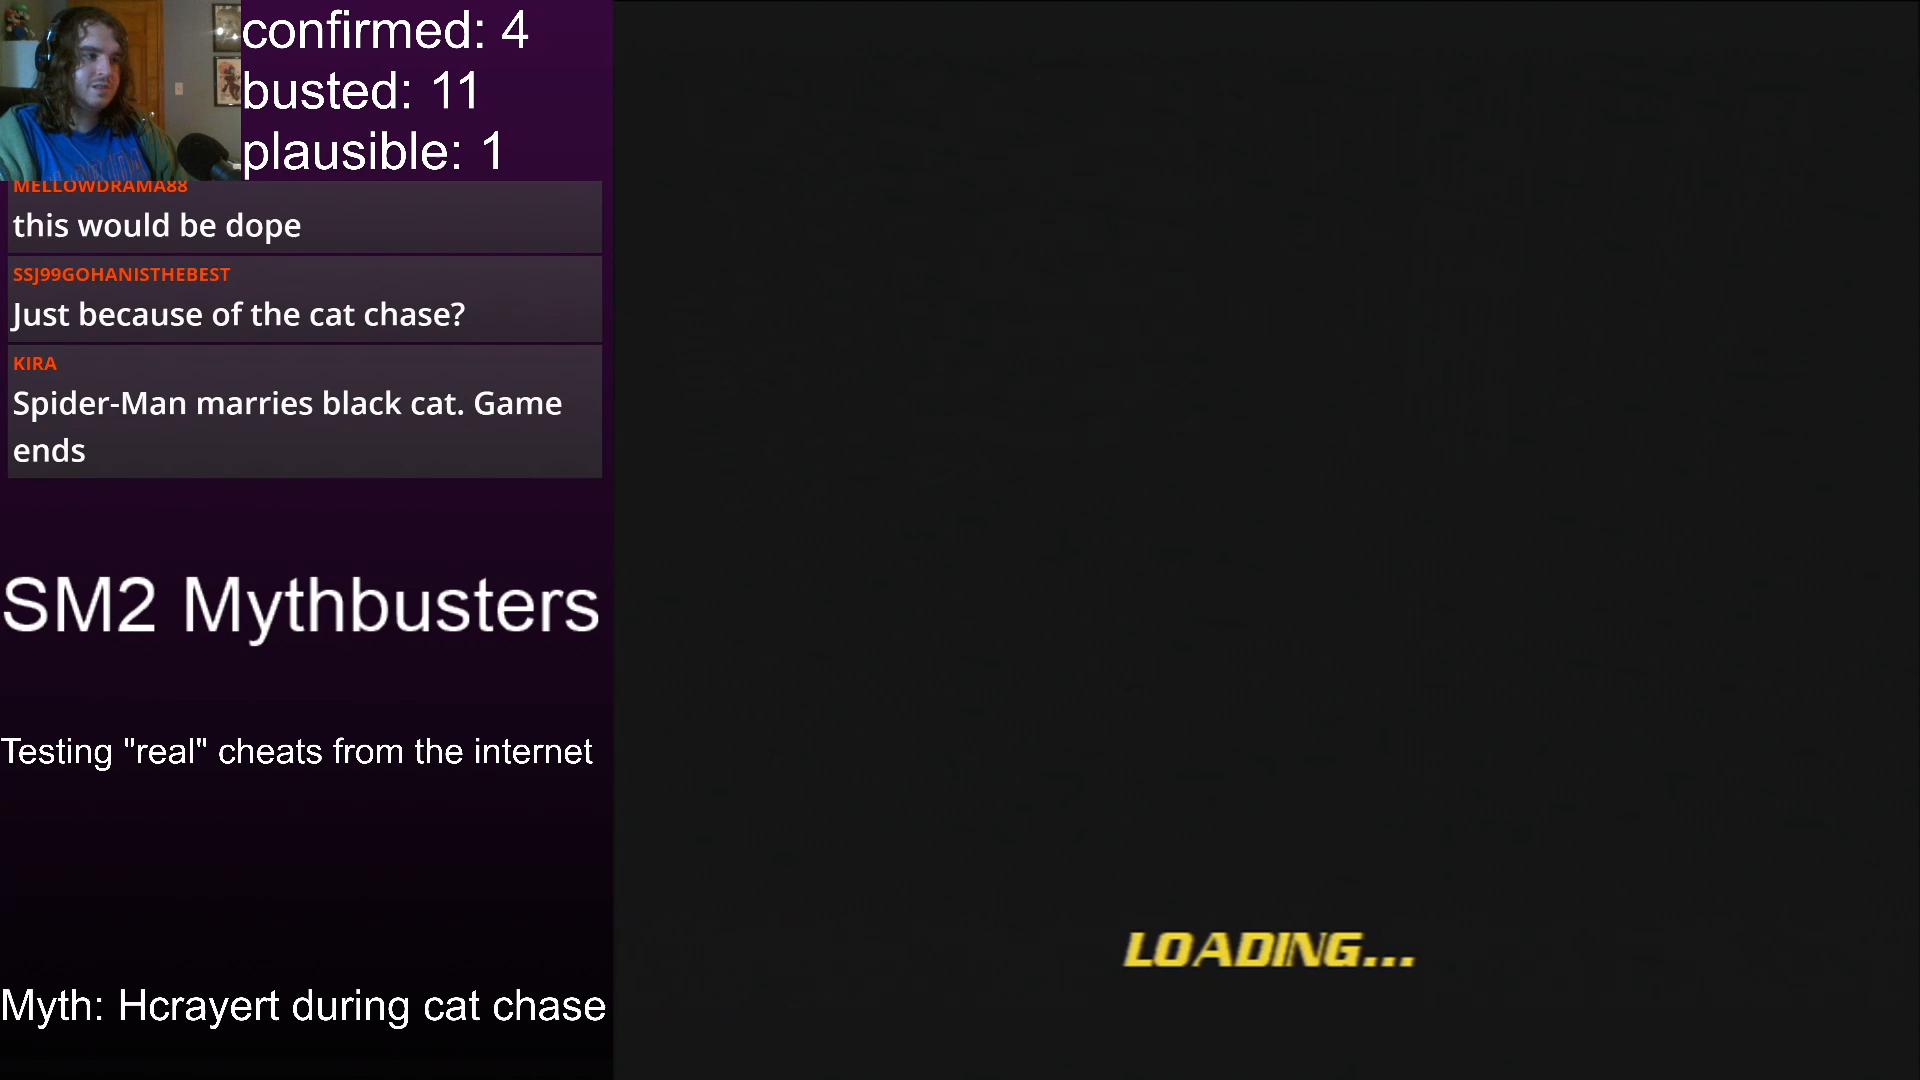 confirmed: 4
busted: 11
plausible: 1
MELLOWDRAMA88
this would be dope
SSJ99GOHANISTHEBEST
Just because of the cat chase?
KIRA
Spider-Man marries black cat. Game
ends
SM2 Mythbusters
Testing "real" cheats from the internet
Myth: Hcrayert during cat chase
LOADING...